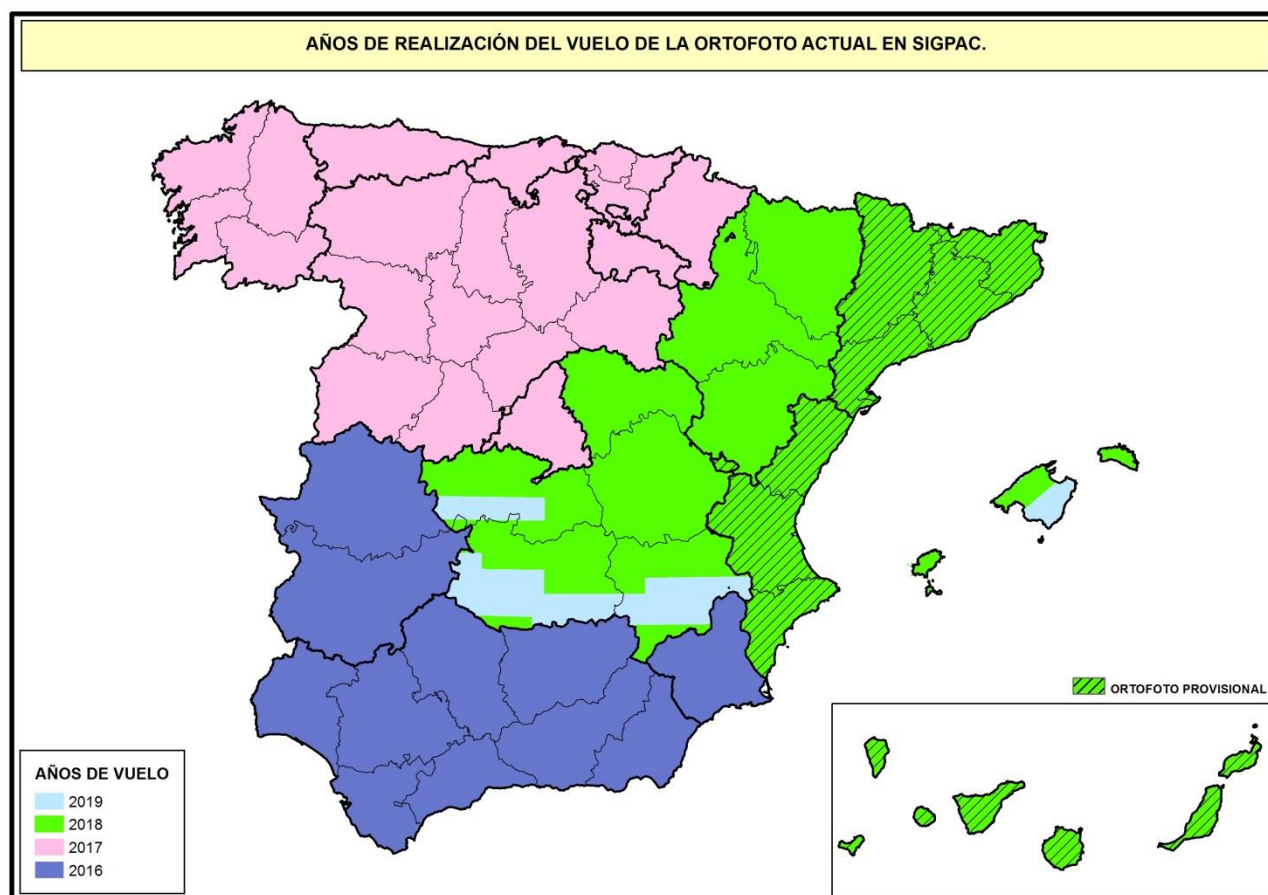 AÑOS DE REALIZACIÓN DEL VUELO DE LA ORTOFOTO ACTUAL EN SIGPAC.
ORTOFOTO PROVISIONAL
AÑOS DE VUELO
2019
2018
2017
2016